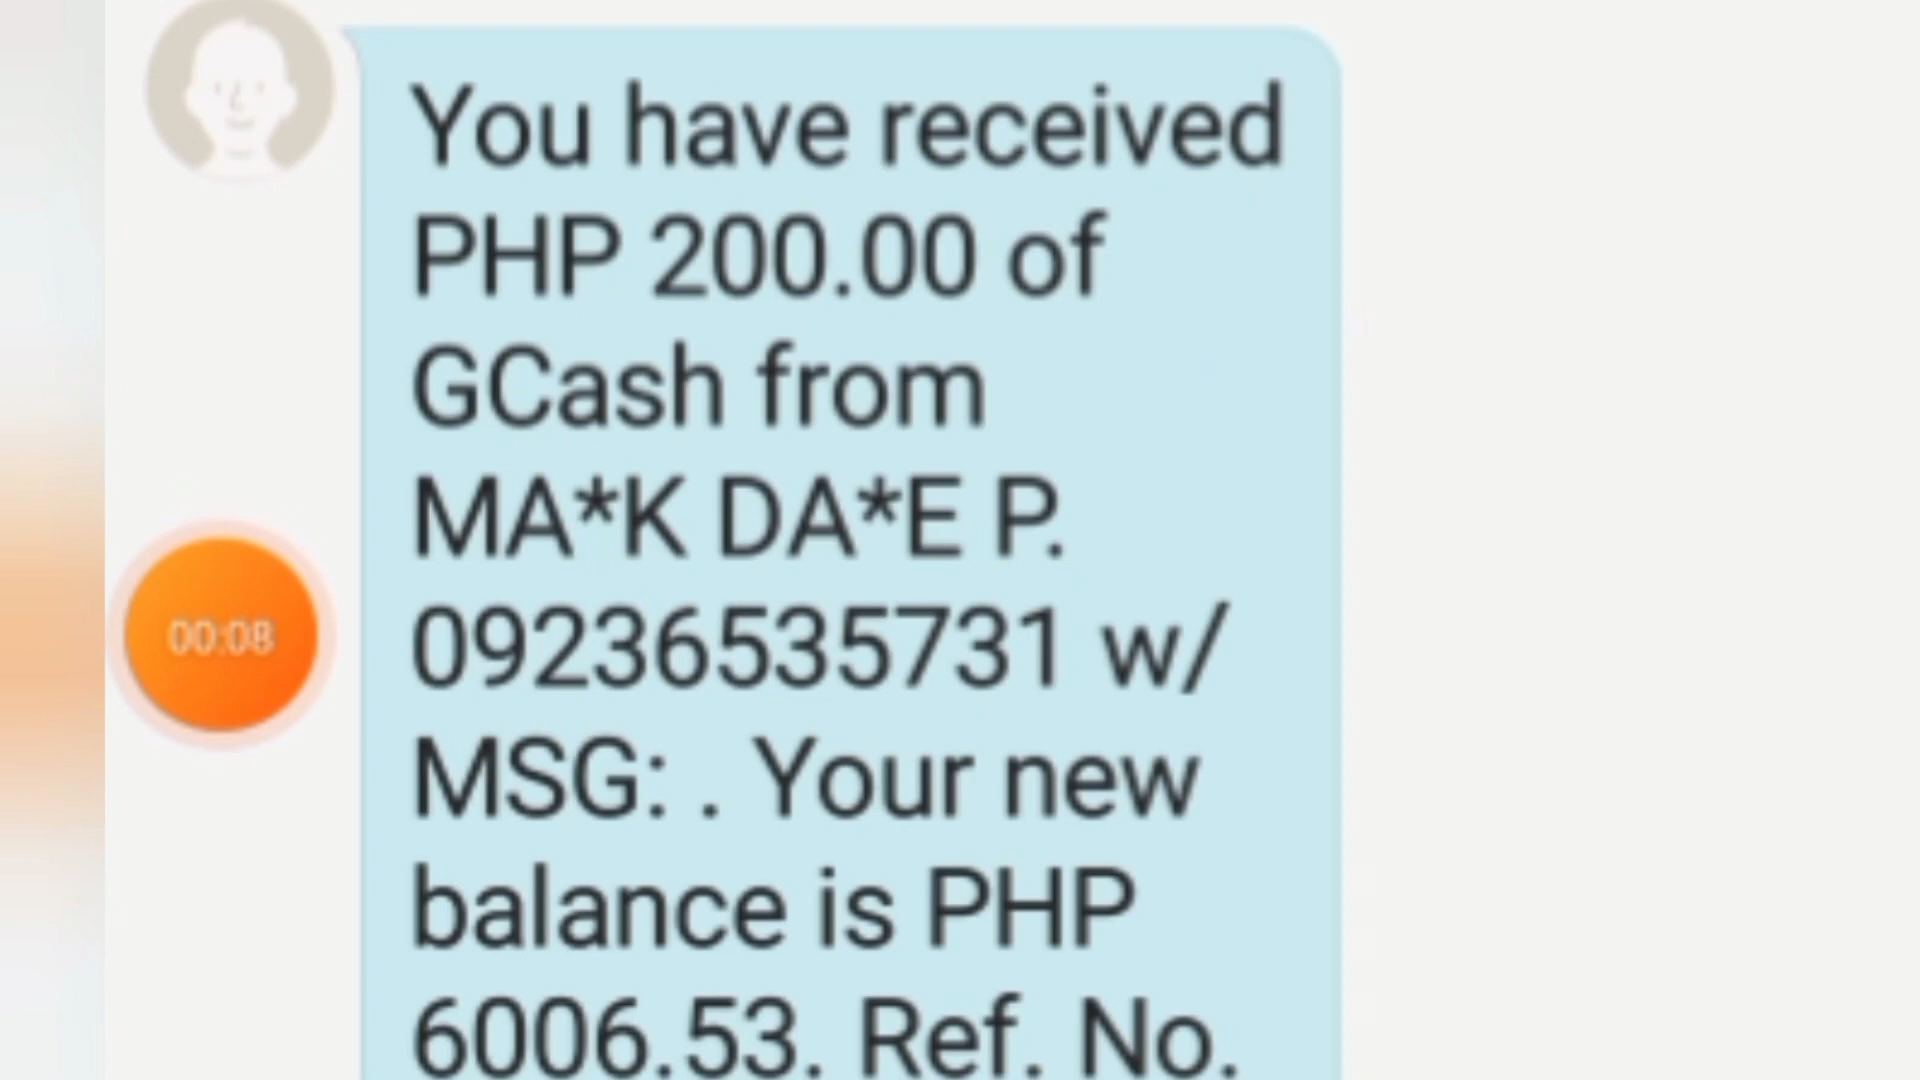 You have received
PHP 200.00 of
GCash from
MA*K DA*E P.
09236535731 w/
MSG: . Your new
balance is PHP
6006.53. Ref. No.
00:08